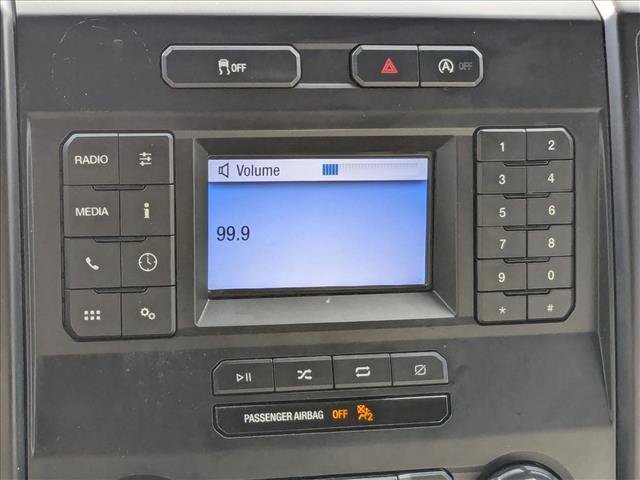 OFF
A OFF
RADIO
1 2
Volume
3 4
MEDIA
i
5 6
99.9
7 8
9 0
* #
PASSENGER AIRBAG OFF 2